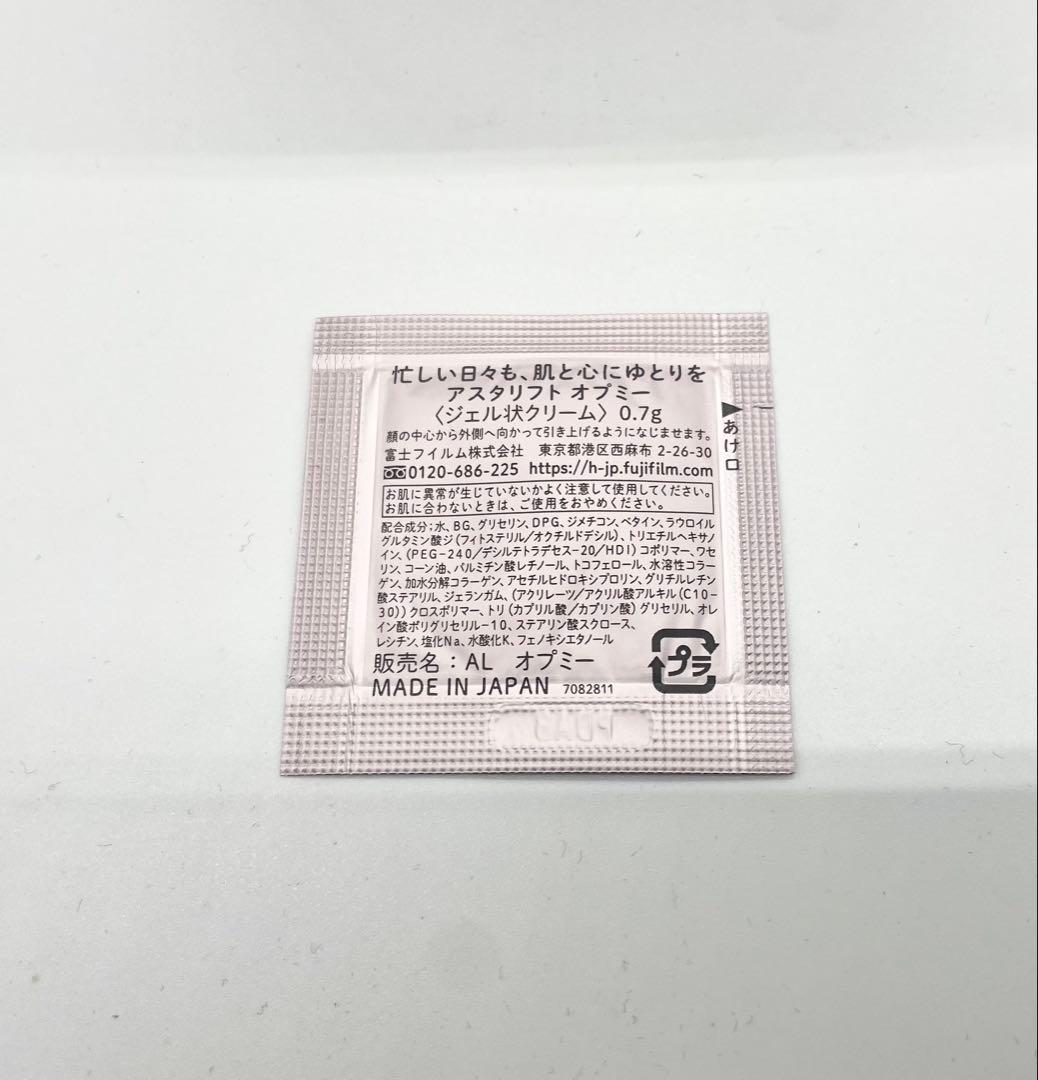 忙しい日々も、肌と心にゆとりを
アスタリフト オプミー
〈ジェル状クリーム〉 0.7g
顔の中心から外側へ向かって引き上げるようになじませます。
富士フイルム株式会社 東京都港区西麻布 2-26-30
0120-686-225 https://h-jp.fujifilm.com
お肌に異常が生じていないかよく注意して使用してください。
お肌に合わないときは、ご使用をおやめください。
配合成分;水、BG、グリセリン、DPG、ジメチコン、ベタイン、ラウロイル
グルタミン酸ジ(フィトステリル/オクチルドデシル)、トリエチルヘキサノ
イン、(PEG-240/デシルテトラデセス-20/HDI)コポリマー、ワセ
リン、コーン油、パルミチン酸レチノール、トコフェロール、水溶性コラー
ゲン、加水分解コラーゲン、アセチルヒドロキシプロリン、グリチルレチン
酸ステアリル、ジェランガム、(アクリレーツ/アクリル酸アルキル(C10-
30))クロスポリマー、トリ(カプリル酸/カプリン酸)グリセリル、オレ
イン酸ポリグリセリル-10、ステアリン酸スクロース、
レシチン、塩化Na、水酸化K、フェノキシエタノール
販売名:AL オプミー
MADE IN JAPAN 7082811
プラ
▶あけ口